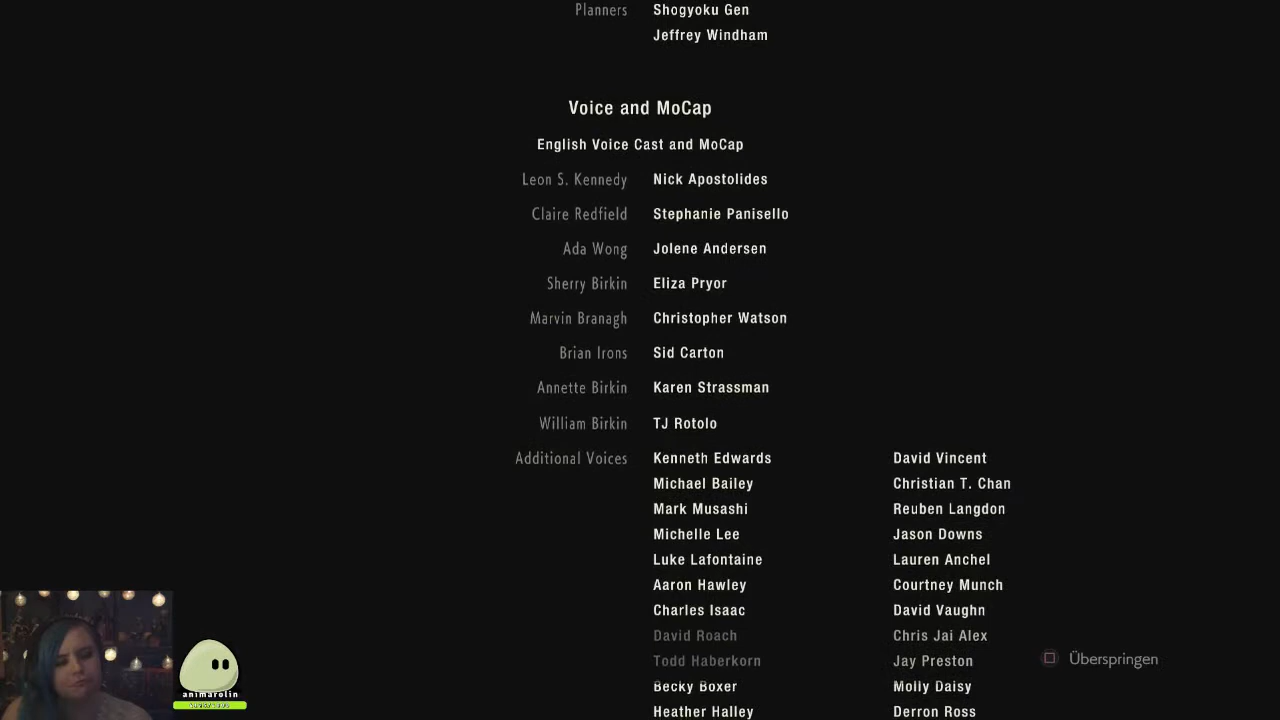 Planners Shogyoku Gen
Jeffrey Windham
Voice and MoCap
English Voice Cast and MoCap
Leon S. Kennedy Nick Apostolides
Claire Redfield Stephanie Panisello
Ada Wong Jolene Andersen
Sherry Birkin Eliza Pryor
Marvin Branagh Christopher Watson
Brian Irons Sid Carton
Annette Birkin Karen Strassman
William Birkin TJ Rotolo
Additional Voices Kenneth Edwards David Vincent
Michael Bailey Christian T. Chan
Mark Musashi Reuben Langdon
Michelle Lee Jason Downs
Luke Lafontaine Lauren Anchel
Aaron Hawley Courtney Munch
Charles Isaac David Vaughn
David Roach Chris Jai Alex
Todd Haberkorn Jay Preston
Becky Boxer Molly Daisy
Heather Halley Derron Ross
Überspringen
animarolin